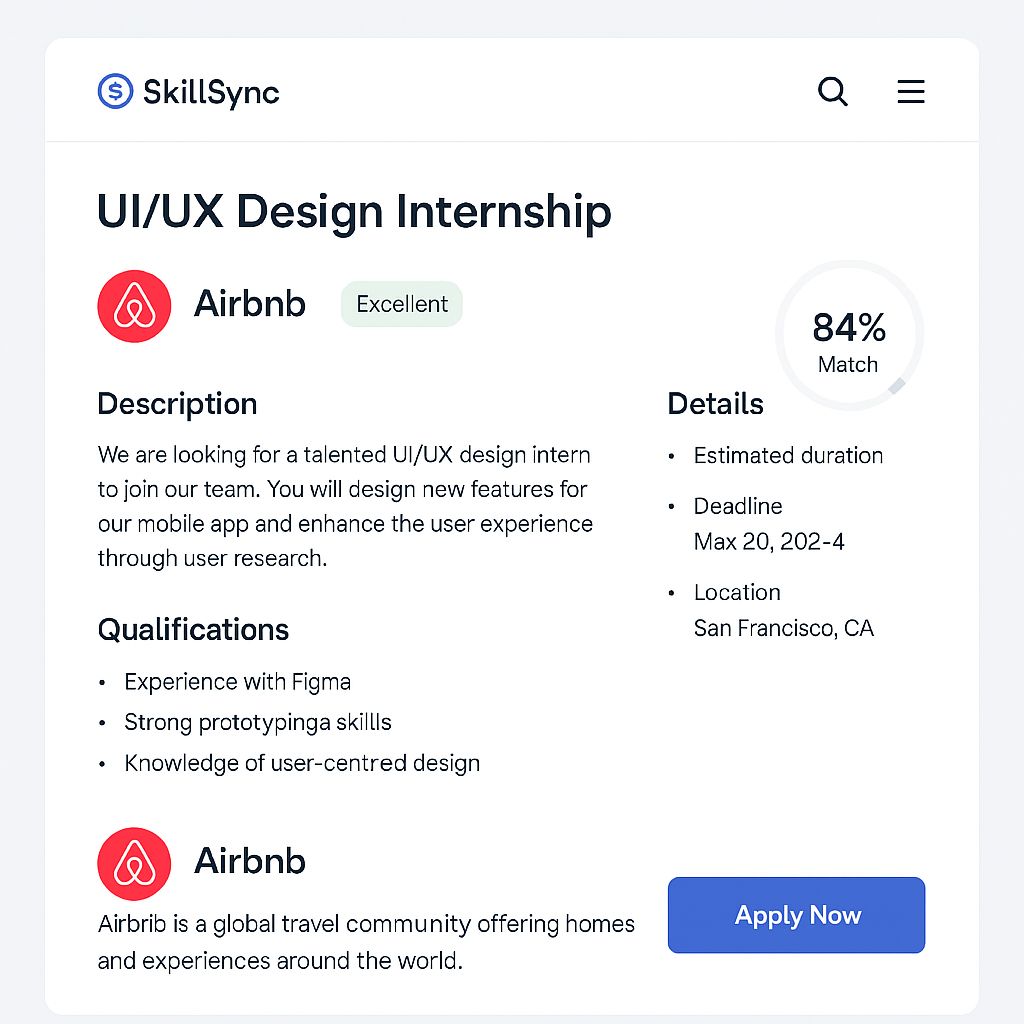 SkillSync
UI/UX Design Internship
Airbnb
Excellent
84%
Match
Description
We are looking for a talented UI/UX design intern
to join our team. You will design new features for
our mobile app and enhance the user experience
through user research.
Qualifications
• Experience with Figma
• Strong prototypinga skillls
• Knowledge of user-centred design
Details
• Estimated duration
• Deadline
Max 20, 202-4
• Location
San Francisco, CA
Airbnb
Airbrib is a global travel community offering homes
and experiences around the world.
Apply Now